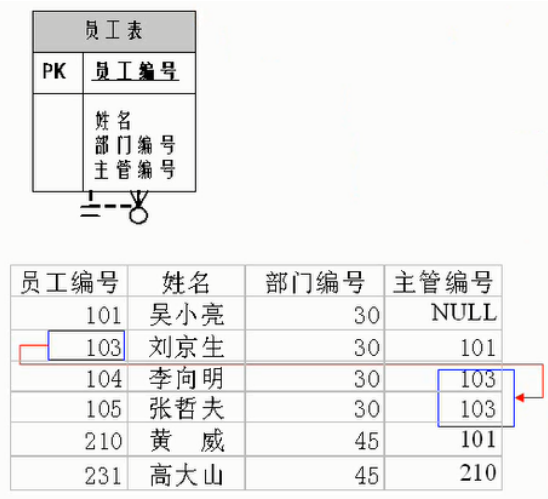 员工表
PK 员工编号
姓名
部门编号
主管编号
员工编号 姓名 部门编号 主管编号
101 吴小亮 30 NULL
103 刘京生 30 101
104 李向明 30 103
105 张哲夫 30 103
210 黄 威 45 101
231 高大山 45 210